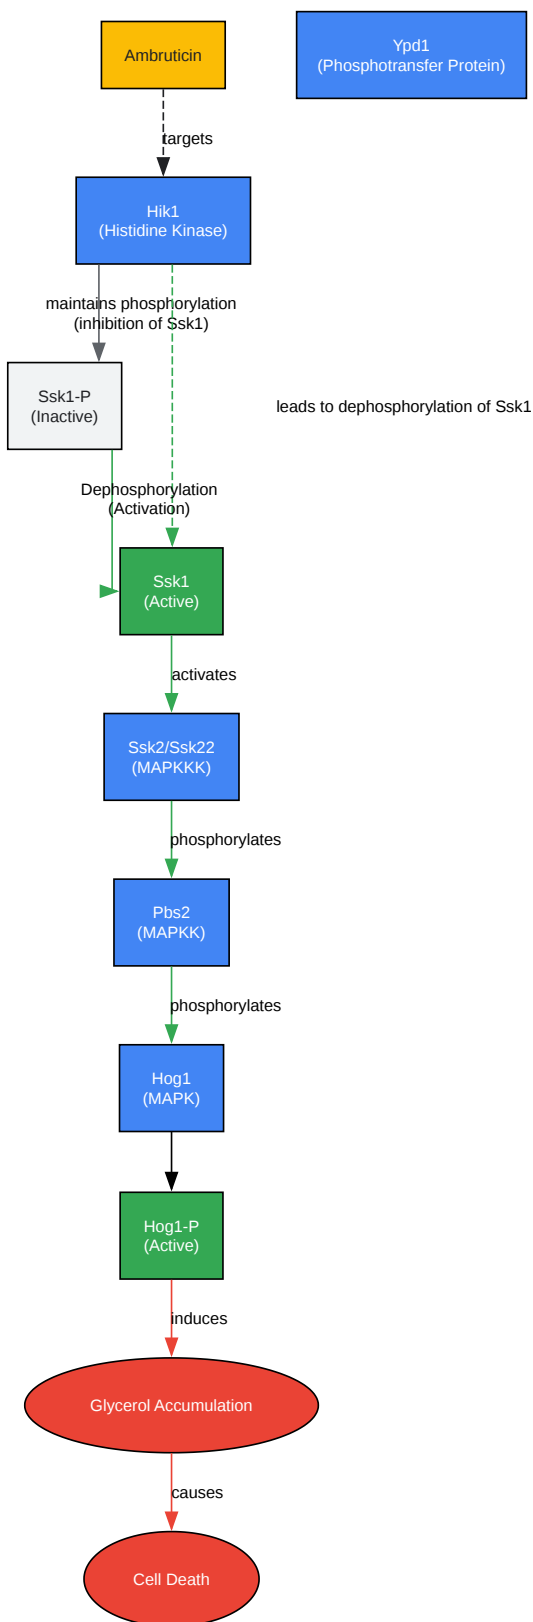 Ambruticin
Ypd1
(Phosphotransfer Protein)
targets
Hik1
(Histidine Kinase)
maintains phosphorylation
(inhibition of Ssk1)
Ssk1-P
(Inactive)
leads to dephosphorylation of Ssk1
Dephosphorylation
(Activation)
Ssk1
(Active)
activates
Ssk2/Ssk22
(MAPKKK)
phosphorylates
Pbs2
(MAPKK)
phosphorylates
Hog1
(MAPK)
Hog1-P
(Active)
induces
Glycerol Accumulation
causes
Cell Death